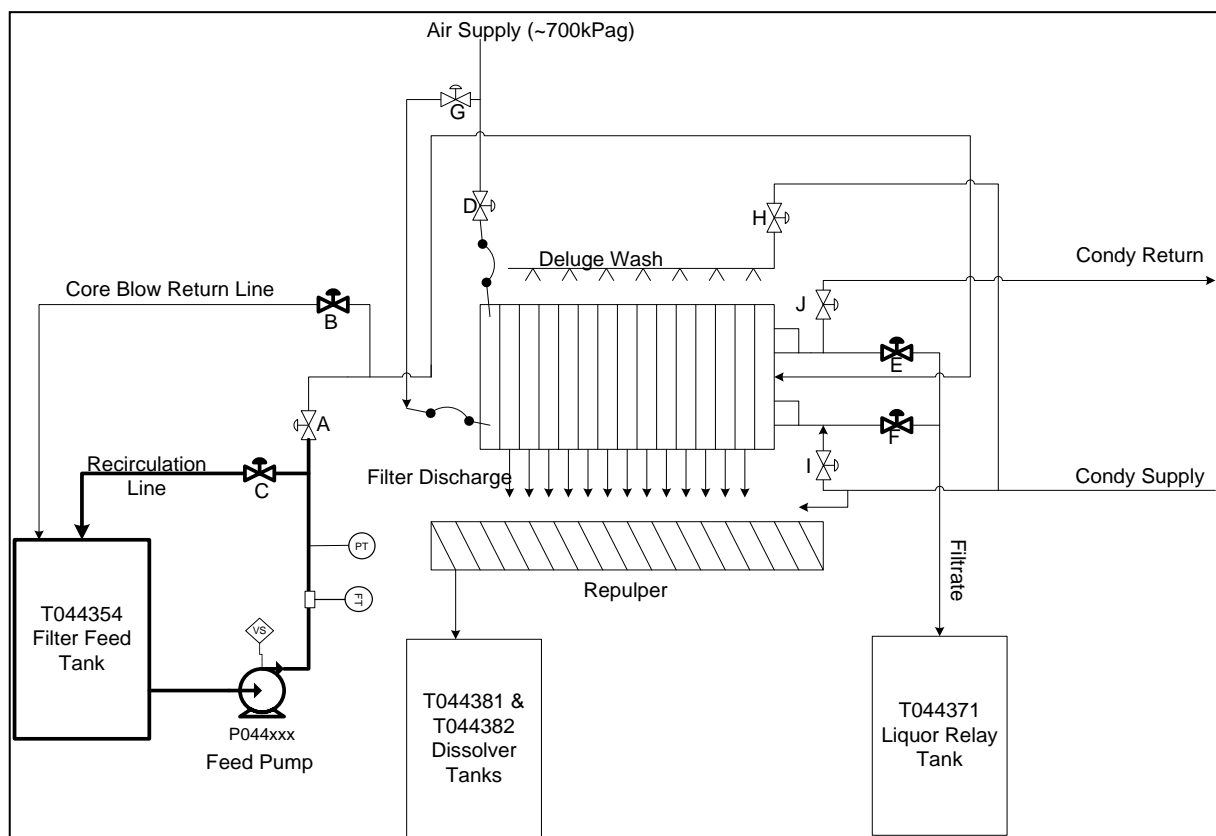 Air Supply (~700kPag)
G
D
H
Deluge Wash
Condy Return
Core Blow Return Line
B
J
E
A
F
Recirculation
Line
C
Filter Discharge
I
Condy Supply
PT
FT
VS
Repulper
Filtrate
T044354
Filter Feed
Tank
P044xxx
Feed Pump
T044381 &
T044382
Dissolver
Tanks
T044371
Liquor Relay
Tank